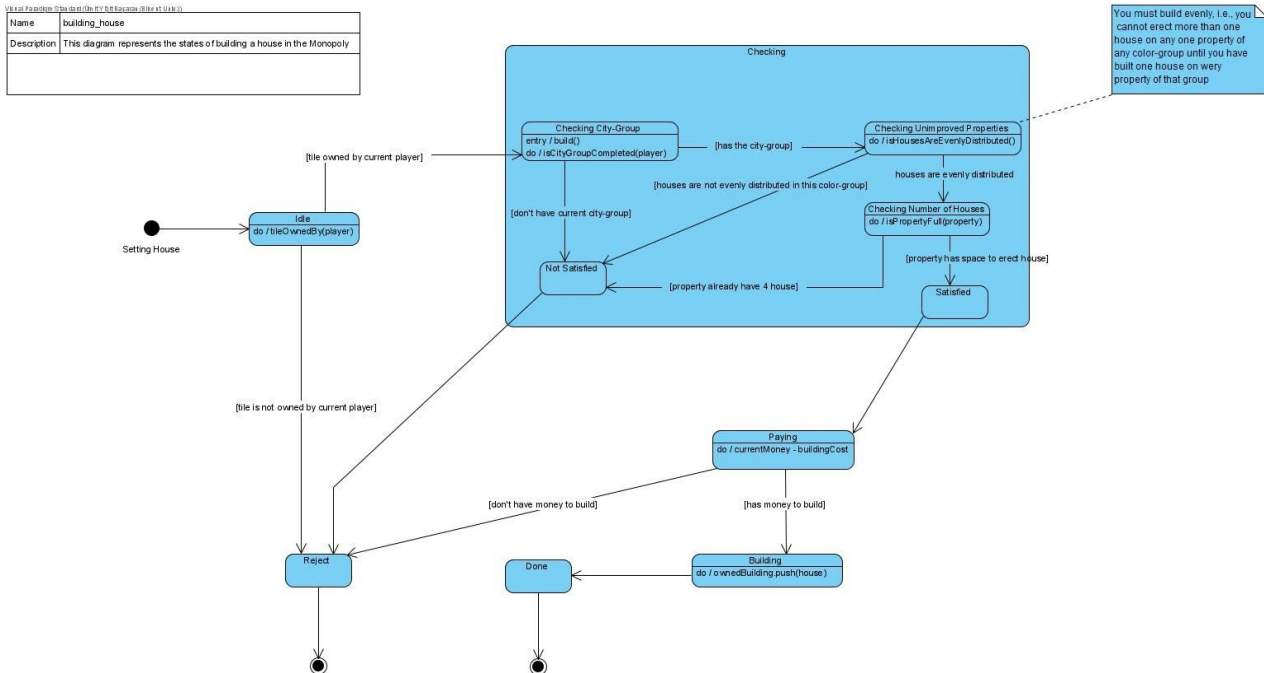 Visual Paradigm Standard
Name building_house
Description This diagram represents the states of building a house in the Monopoly
You must build evenly, i.e., you
cannot erect more than one
house on any one property of
any color-group until you have
built one house on wery
property of that group
Checking
Checking City-Group
entry / build()
do / isCityGroupCompleted(player)
[has the city-group]
Checking Unimproved Properties
do / isHousesAreEvenlyDistributed()
[tile owned by current player]
[houses are not evenly distributed in this color-group]
houses are evenly distributed
[don't have current city-group]
Checking Number of Houses
do / isPropertyFull(property)
Idle
do / tileOwnedBy(player)
Setting House
[property has space to erect house]
Not Satisfied
[property already have 4 house]
Satisfied
[tile is not owned by current player]
Paying
do / currentMoney - buildingCost
[don't have money to build]
[has money to build]
Reject
Done
Building
do / ownedBuilding.push(house)